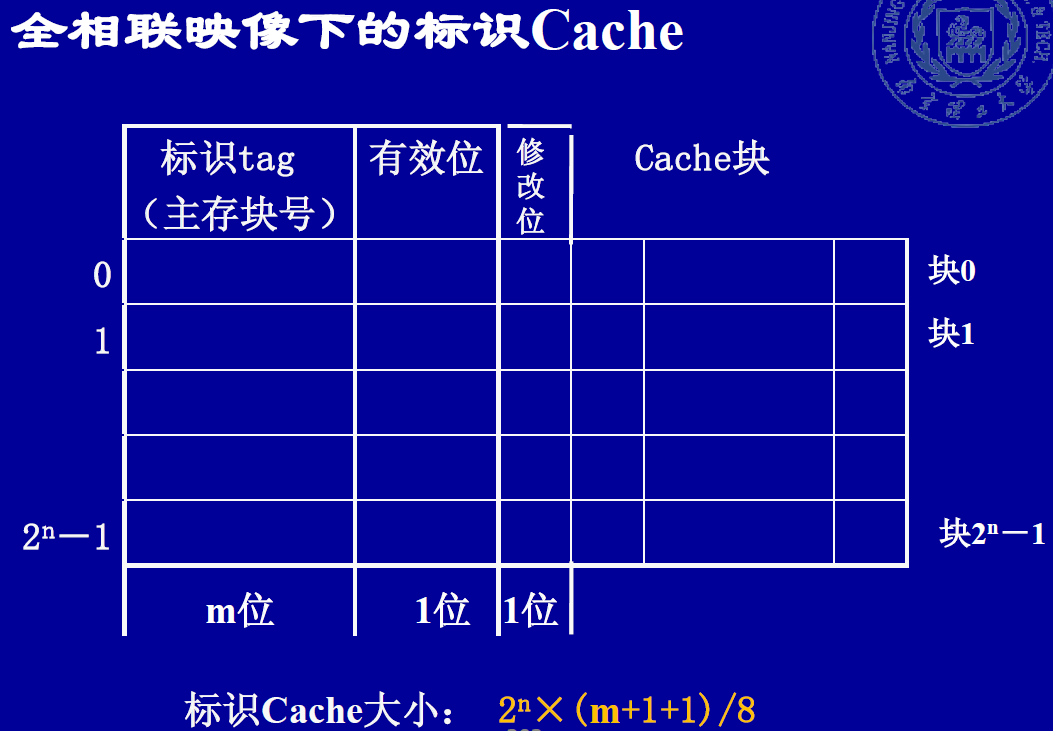 全相联映像下的标识Cache
标识tag
（主存块号）
有效位
修
改
位
Cache块
0
块0
1
块1
2ⁿ－1
块2ⁿ－1
m位
1位
1位
标识Cache大小： 2ⁿ×(m+1+1)/8